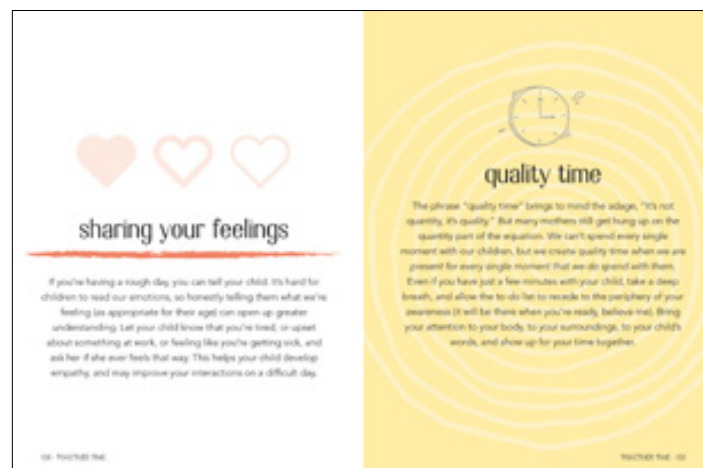 sharing your feelings
If you're having a rough day, you can tell your child. It's hard for
children to read our emotions, so honestly telling them what we're
feeling (as appropriate for their age) can open up greater
understanding. Let your child know that you're tired, or upset
about something at work, or feeling like you're getting sick, and
ask her if she ever feels that way. This helps your child develop
empathy, and may improve your interactions on a difficult day.
TOGETHER TIME
quality time
The phrase "quality time" brings to mind the adage, "It's not
quantity, it's quality." But many mothers still get hung up on the
quantity part of the equation. We can't spend every single
moment with our children, but we create quality time when we are
present for every single moment that we do spend with them.
Even if you have just a few minutes with your child, take a deep
breath, and allow the to-do list to recede to the periphery of your
awareness (it will be there when you're ready, believe me). Bring
your attention to your body, to your surroundings, to your child's
words, and show up for your time together.
TOGETHER TIME